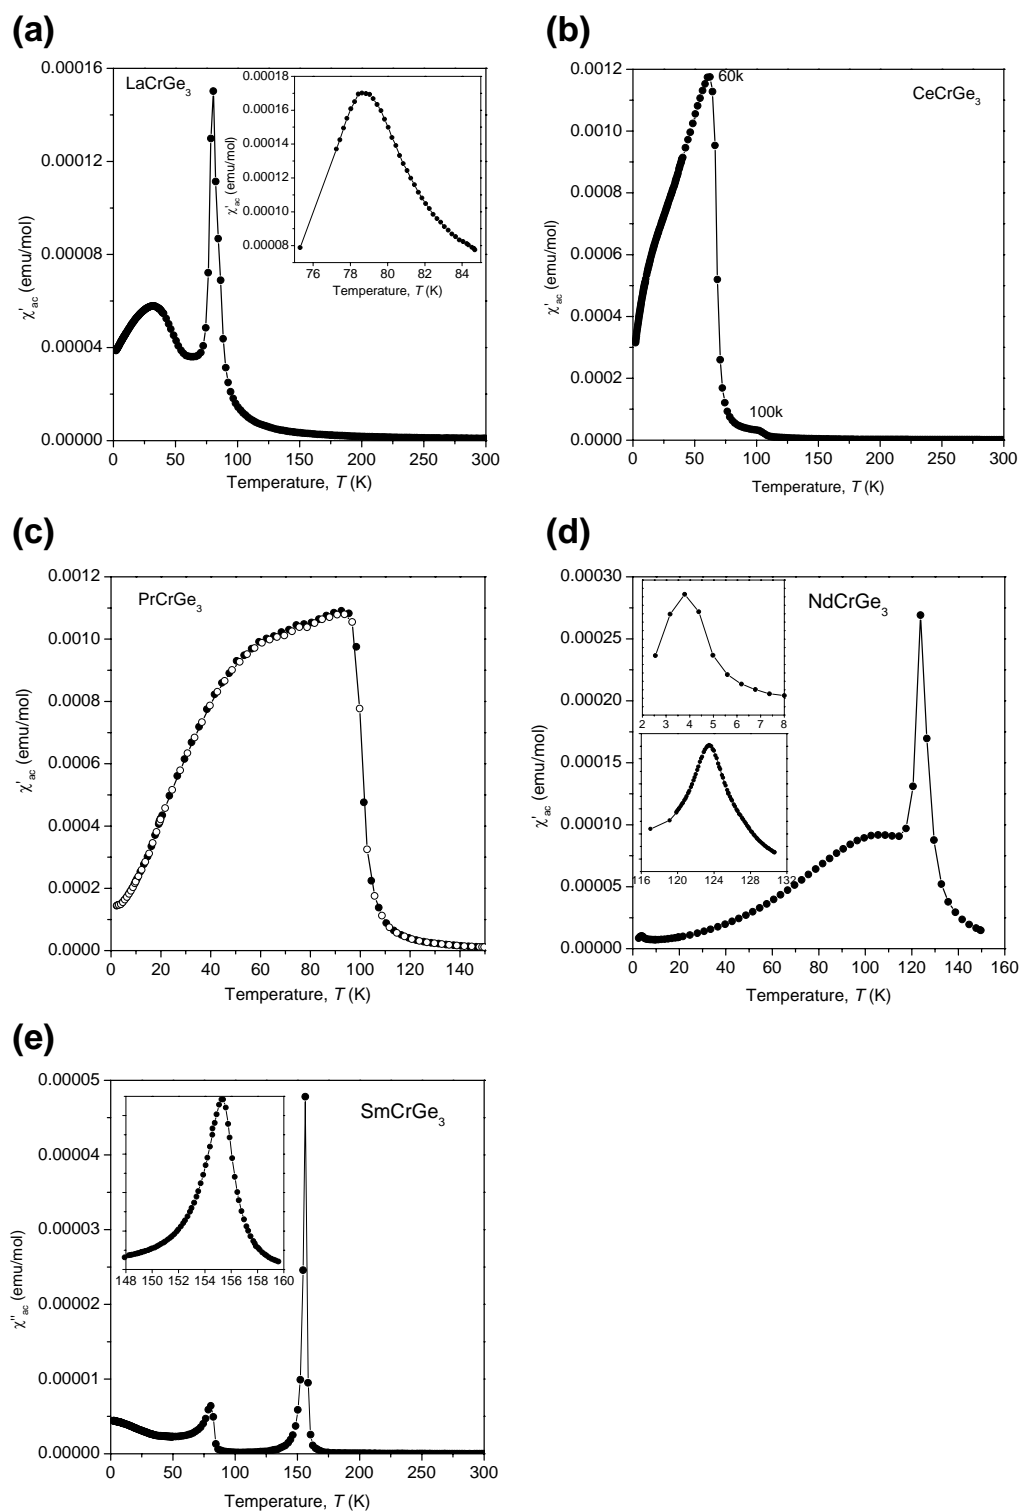 (a)
LaCrGe3
0.00016
0.00012
0.00008
0.00004
0.00000
χ'ac (emu/mol)
0 50 100 150 200 250 300
Temperature, T (K)
0.00018
0.00016
0.00014
0.00012
0.00010
0.00008
χ'ac (emu/mol)
76 78 80 82 84
Temperature, T (K)
(b)
CeCrGe3
60k
100k
0.0012
0.0010
0.0008
0.0006
0.0004
0.0002
0.0000
χ'ac (emu/mol)
0 50 100 150 200 250 300
Temperature, T (K)
(c)
PrCrGe3
0.0012
0.0010
0.0008
0.0006
0.0004
0.0002
0.0000
χ'ac (emu/mol)
0 20 40 60 80 100 120 140
Temperature, T (K)
(d)
NdCrGe3
0.00030
0.00025
0.00020
0.00015
0.00010
0.00005
0.00000
χ'ac (emu/mol)
2 3 4 5 6 7 8
116 120 124 128 132
0 20 40 60 80 100 120 140 160
Temperature, T (K)
(e)
SmCrGe3
0.00005
0.00004
0.00003
0.00002
0.00001
0.00000
χ"ac (emu/mol)
148 150 152 154 156 158 160
0 50 100 150 200 250 300
Temperature, T (K)